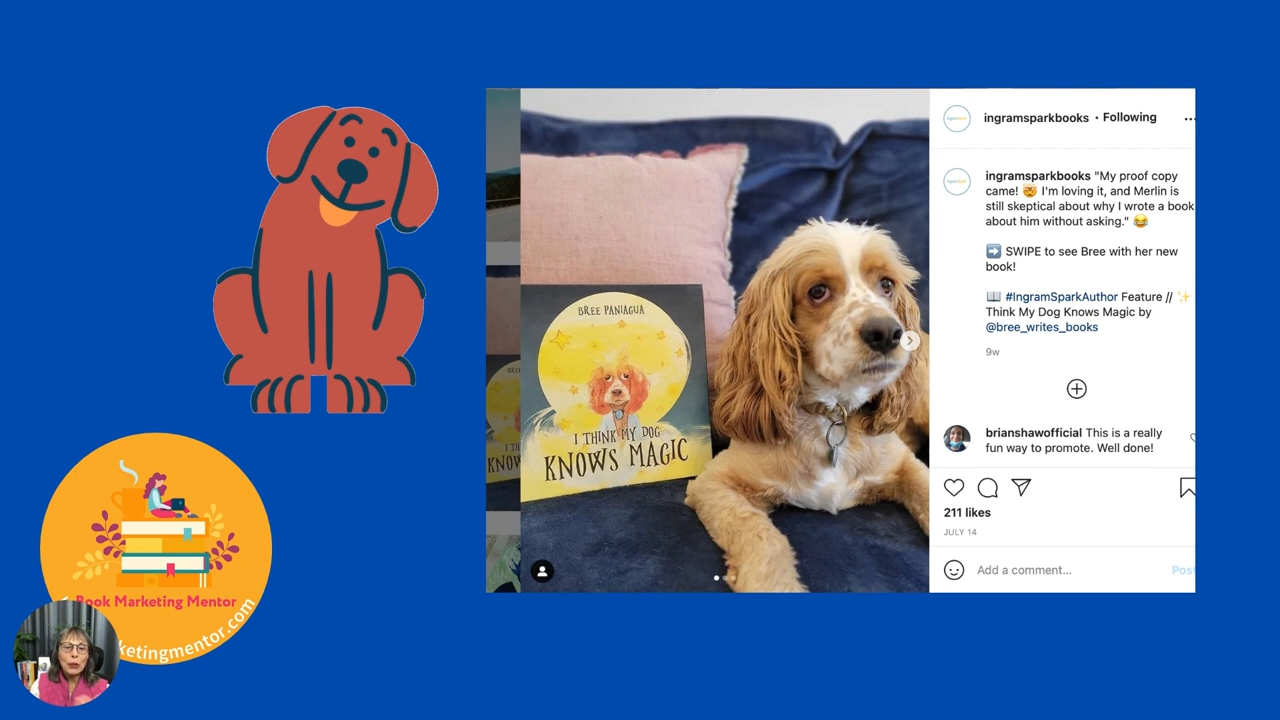 ingramsparkbooks • Following
ingramsparkbooks "My proof copy
came! 🤯 I'm loving it, and Merlin is
still skeptical about why I wrote a book
about him without asking." 😂
➡️ SWIPE to see Bree with her new
book!
📖 #IngramSparkAuthor Feature // ✨
Think My Dog Knows Magic by
@bree_writes_books
9w
brianshawofficial This is a really
fun way to promote. Well done!
211 likes
JULY 14
Add a comment...
Post
BREE PANIAGUA
I THINK MY DOG
KNOWS MAGIC
Book Marketing Mentor
ketingmentor.com